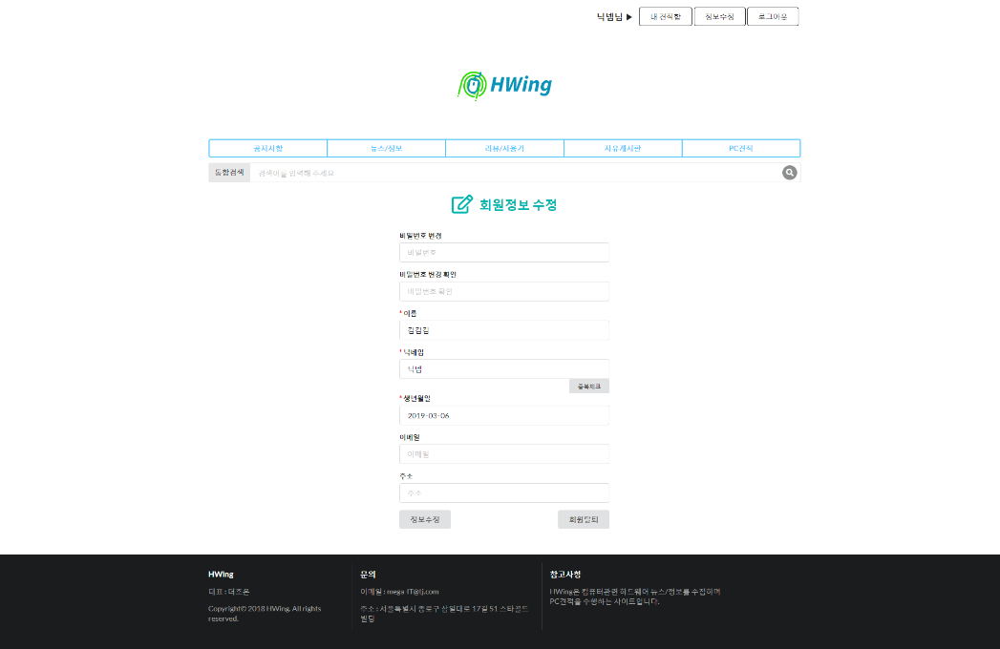 닉넴님 ▶ 내 견적함 정보수정 로그아웃
HWing
공지사항 뉴스/정보 리뷰/사용기 자유게시판 PC견적
통합검색 검색어를 입력해 주세요
회원정보 수정
비밀번호 변경
비밀번호
비밀번호 변경 확인
비밀번호 확인
* 이름
김김김
* 닉네임
닉넴
중복체크
* 생년월일
2019-03-06
이메일
이메일
주소
주소
정보수정 회원탈퇴
HWing
대표 : 더조은
Copyright© 2018 HWing. All rights
reserved.
문의
이메일 : mega-IT@tj.com
주소 : 서울특별시 종로구 삼일대로 17길 51 스타골드
빌딩
참고사항
HWing은 컴퓨터관련 하드웨어 뉴스/정보를 수집하며
PC견적을 수행하는 사이트입니다.